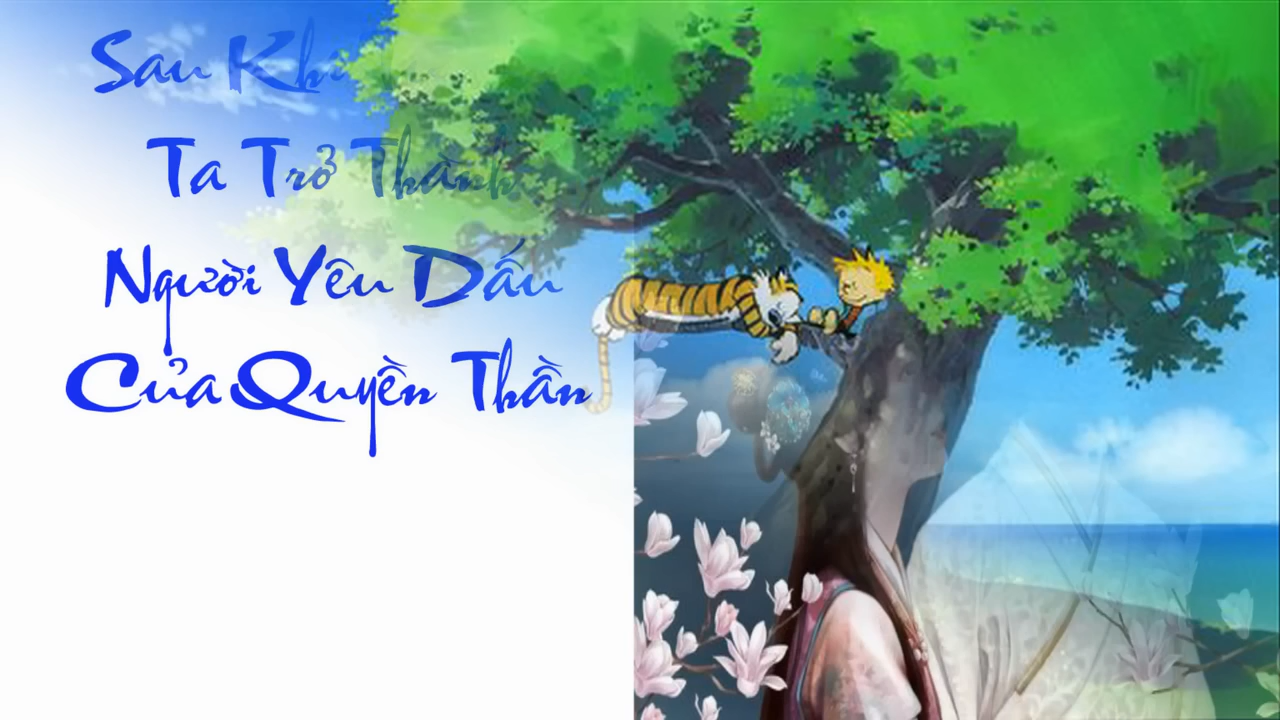 Sau Khi
Ta Trở Thành
Người Yêu Dấu
Của Quyền Thần